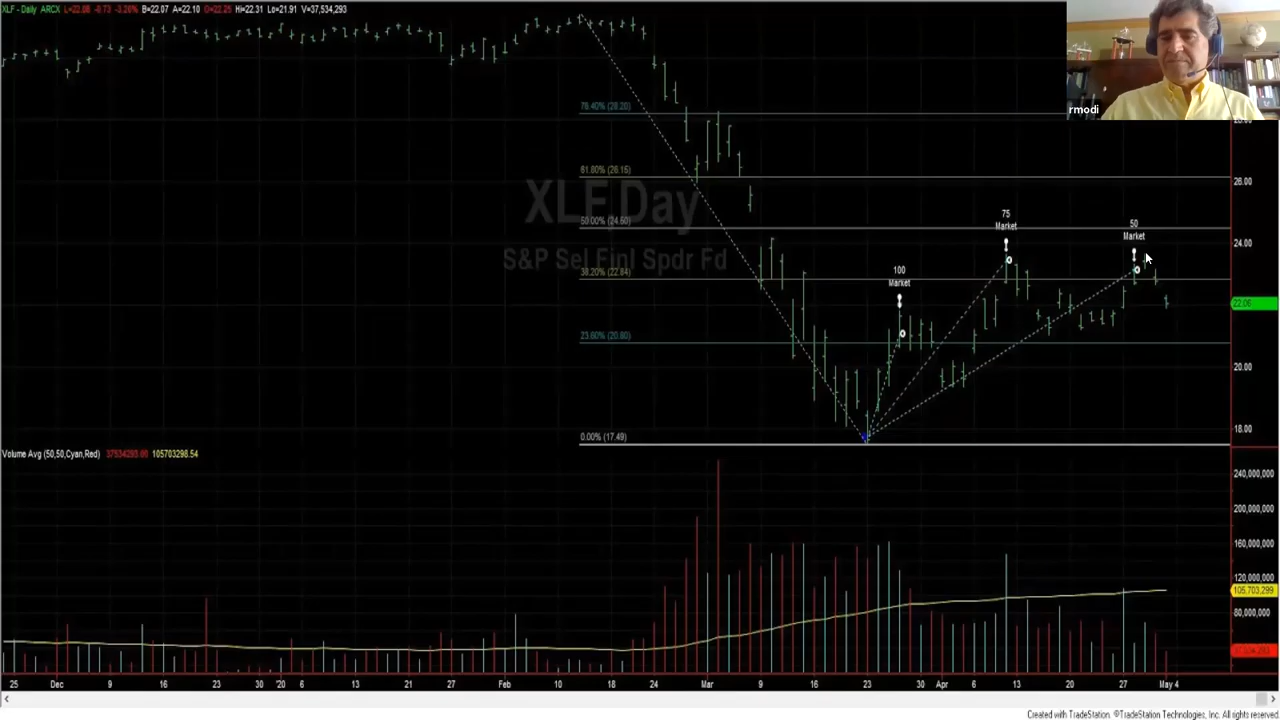 XLF - Daily ARCX L=22.08 -0.73 -3.20% B=22.07 A=22.10 O=22.25 Hi=22.31 Lo=21.91 V=37,534,293
rmodi
78.40% (28.20)
61.80% (26.15)
26.00
XLF.Day
S&P Sel Finl Spdr Fd
50.00% (24.60)
75
Market
50
Market
24.00
38.20% (22.84)
100
Market
22.08
23.60% (20.80)
20.00
18.00
0.00% (17.49)
Volume Avg (50,50,Cyan,Red) 37534293.00 105703298.54
240,000,000
200,000,000
160,000,000
120,000,000
105,703,299
80,000,000
37,534,293
25 Dec 9 16 23 30 20 6 13 21 27 Feb 10 18 24 Mar 9 16 23 30 Apr 6 13 20 27 May 4
Created with TradeStation. ©TradeStation Technologies, Inc. All rights reserved